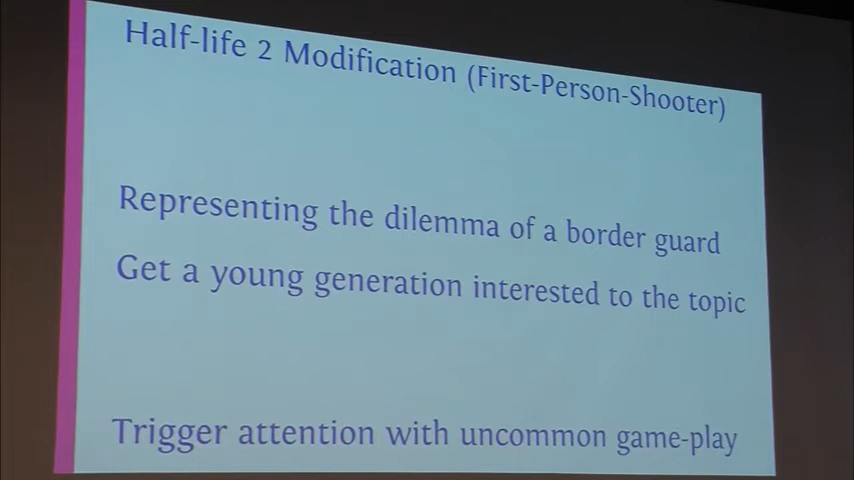 Half-life 2 Modification (First-Person-Shooter)
Representing the dilemma of a border guard
Get a young generation interested to the topic
Trigger attention with uncommon game-play